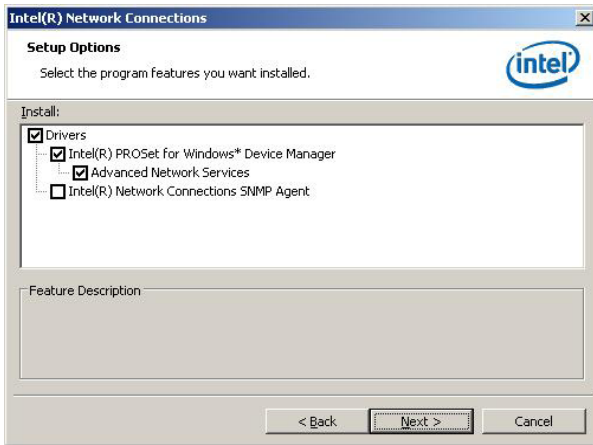 Intel(R) Network Connections
Setup Options
Select the program features you want installed.
intel
Install:
Drivers
Intel(R) PROSet for Windows* Device Manager
Advanced Network Services
Intel(R) Network Connections SNMP Agent
Feature Description
< Back
Next >
Cancel